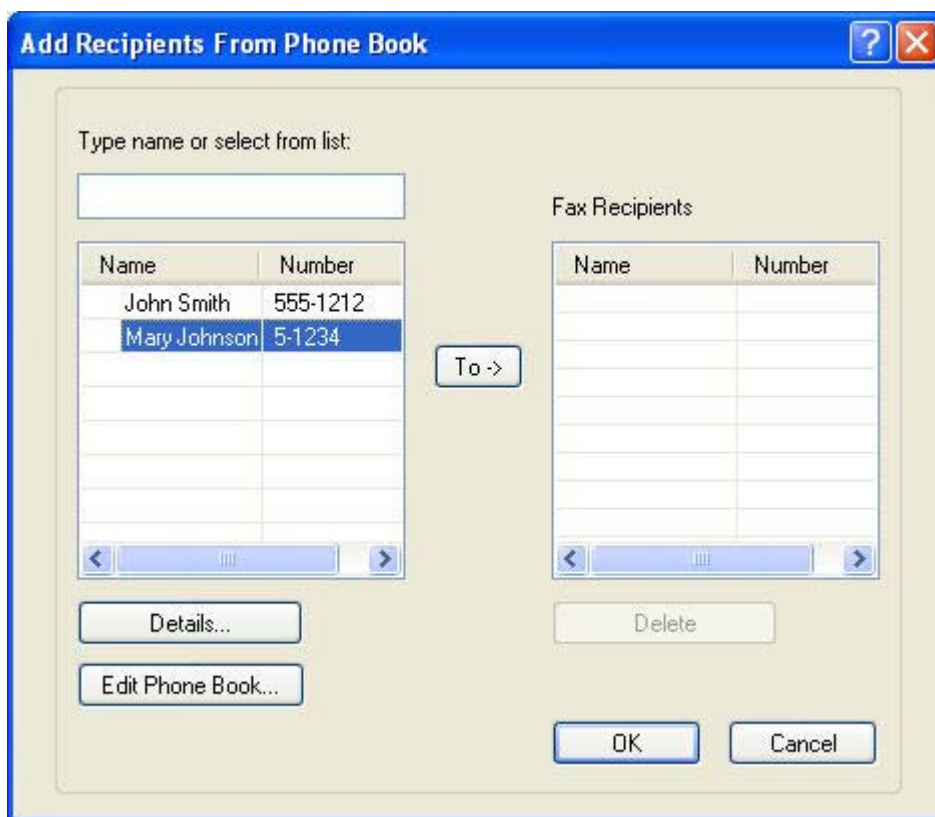 Add Recipients From Phone Book
Type name or select from list:
Fax Recipients
Name Number
John Smith 555-1212
Mary Johnson 5-1234
To ->
Name Number
Details...
Edit Phone Book...
Delete
OK Cancel